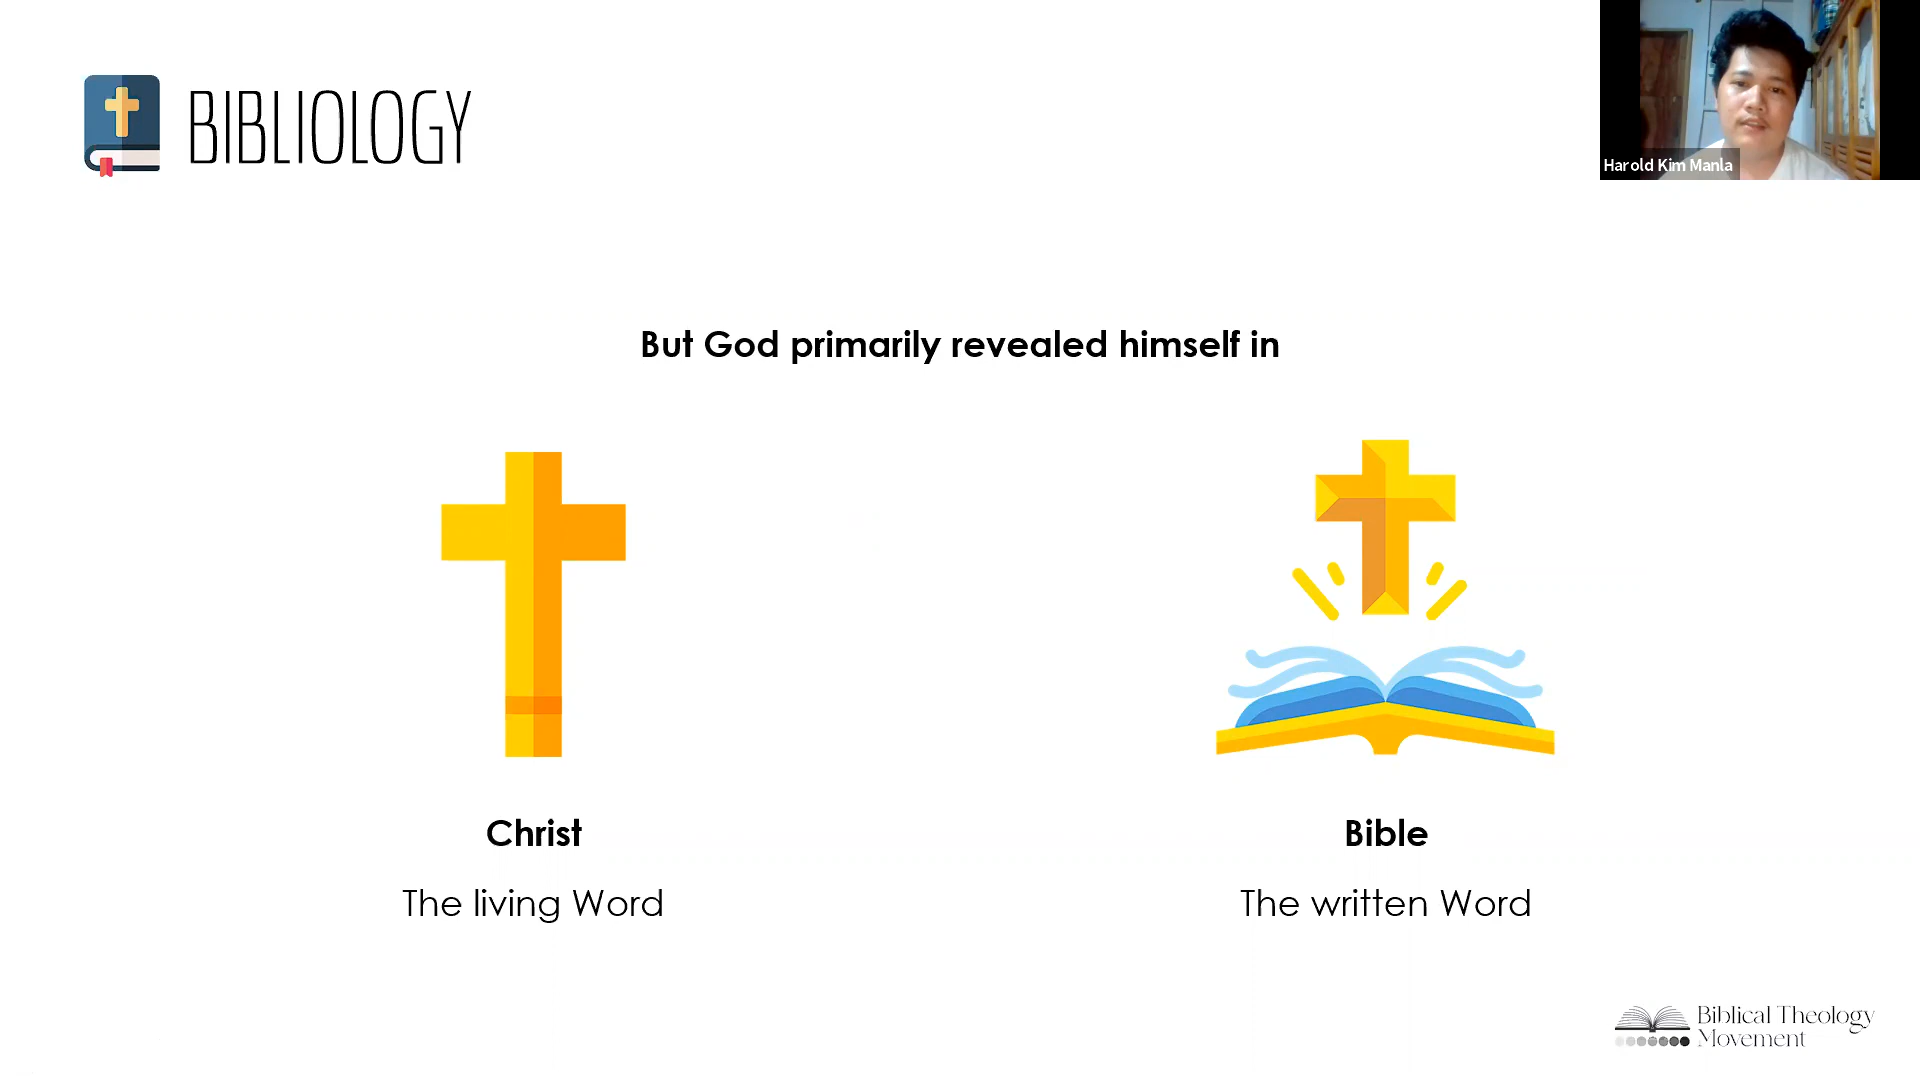 BIBLIOLOGY
Harold Kim Manla
But God primarily revealed himself in
Christ
The living Word
Bible
The written Word
Biblical Theology
Movement